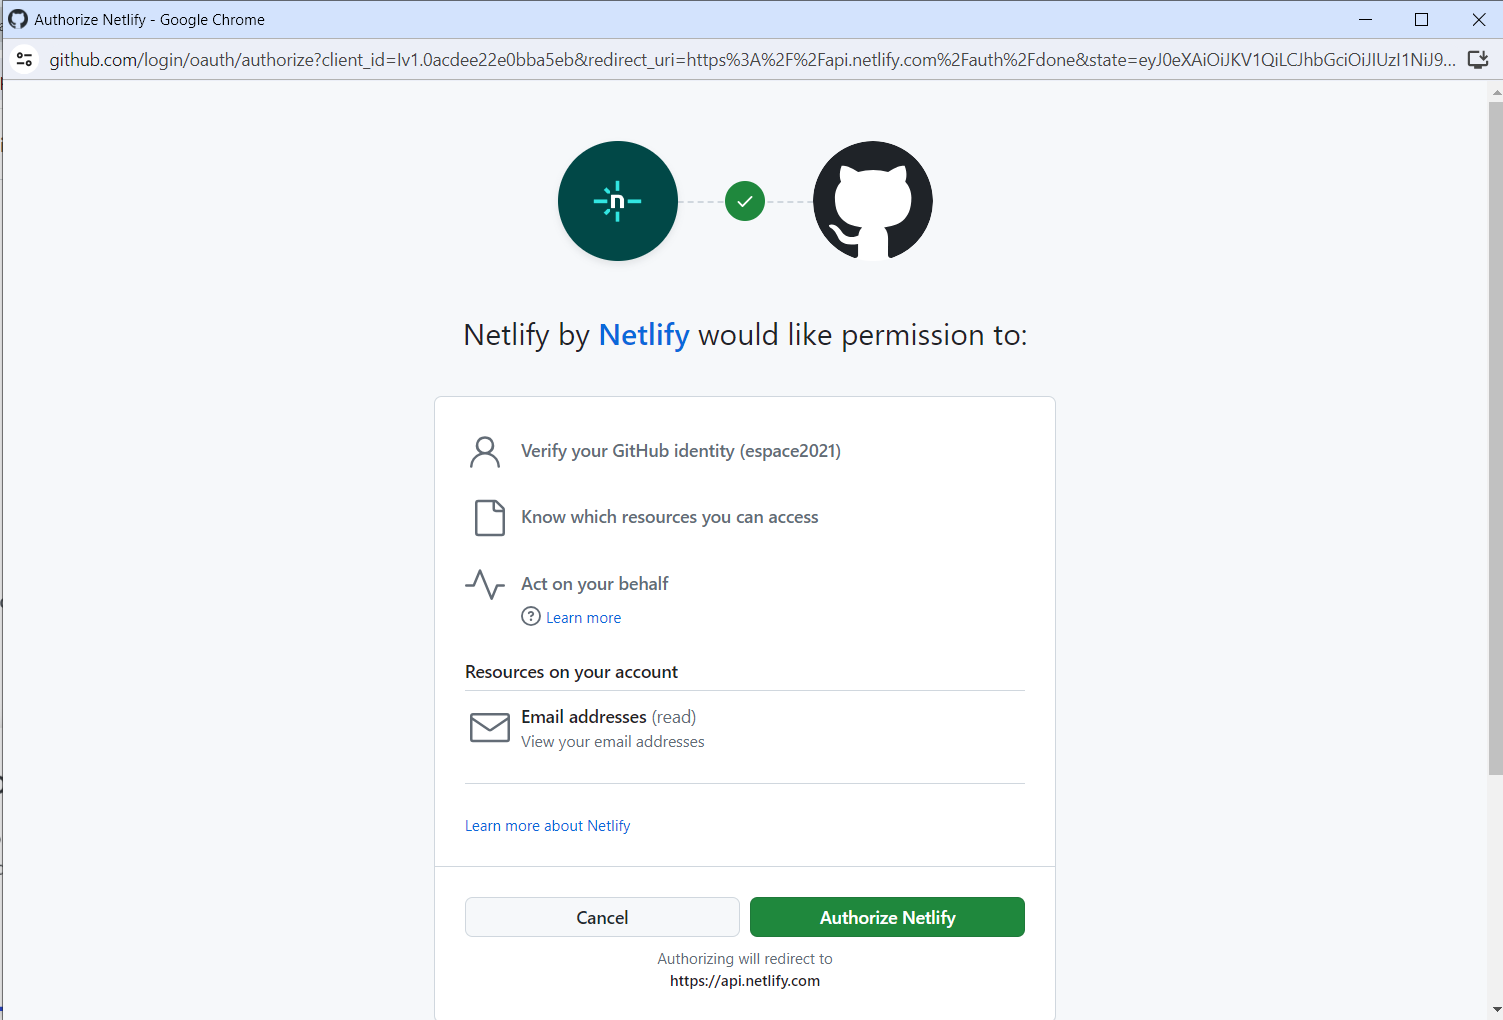 Authorize Netlify - Google Chrome
github.com/login/oauth/authorize?client_id=Iv1.0acdee22e0bba5eb&redirect_uri=https%3A%2F%2Fapi.netlify.com%2Fauth%2Fdone&state=eyJ0eXAiOiJKV1QiLCJhbGciOiJIUzI1NiJ9...
n
Netlify by Netlify would like permission to:
Verify your GitHub identity (espace2021)
Know which resources you can access
Act on your behalf
Learn more
Resources on your account
Email addresses (read)
View your email addresses
Learn more about Netlify
Cancel
Authorize Netlify
Authorizing will redirect to
https://api.netlify.com